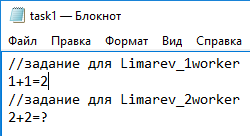 task1 — Блокнот
Файл Правка Формат Вид Справка
//задание для Limarev_1worker
1+1=2
//задание для Limarev_2worker
2+2=?